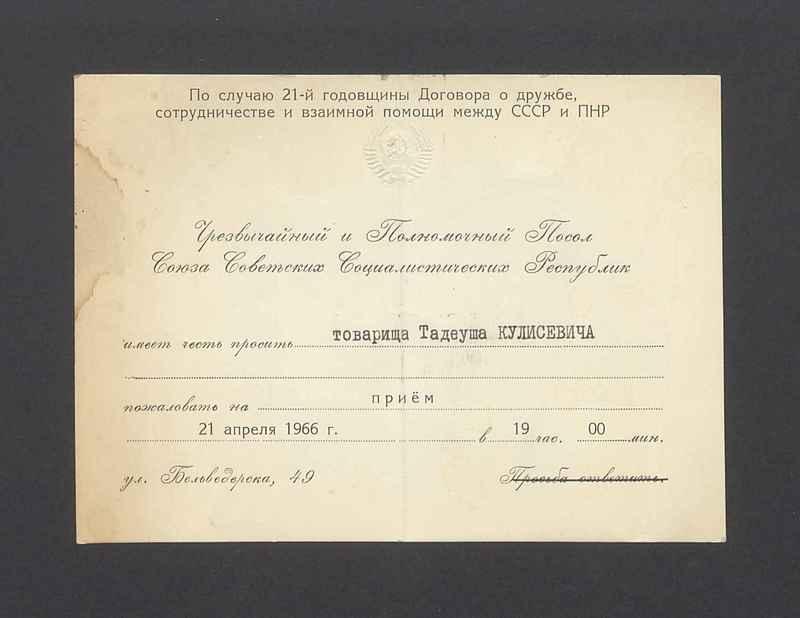 По случаю 21-й годовщины Договора о дружбе,
сотрудничестве и взаимной помощи между СССР и ПНР
Чрезвычайный и Полномочный Посол
Союза Советских Социалистических Республик
имеет честь просить товарища Тадеуша КУЛИСЕВИЧА
пожаловать на приём
21 апреля 1966 г. в 19 час. 00 мин.
ул. Бельведерска, 49 Просьба ответить.